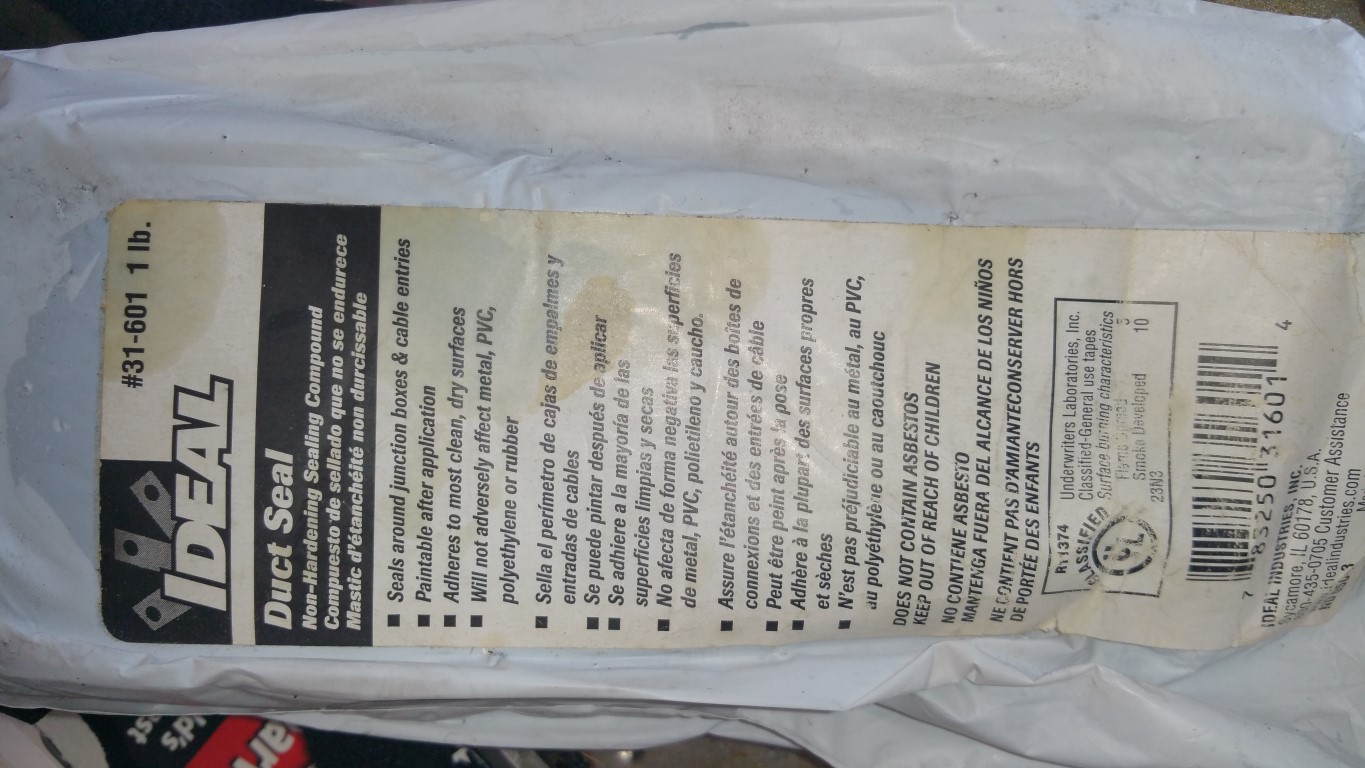 #31-601 1 lb.
IDEAL
Duct Seal
Non-Hardening Sealing Compound
Compuesto de sellado que no se endurece
Mastic d'étanchéité non durcissable
■ Seals around junction boxes & cable entries
■ Paintable after application
■ Adheres to most clean, dry surfaces
■ Will not adversely affect metal, PVC,
polyethylene or rubber
■ Sella el perímetro de cajas de empalmes y
entradas de cables
■ Se puede pintar después de aplicar
■ Se adhiere a la mayoría de las
superficies limpias y secas
■ No afecta de forma negativa las superficies
de metal, PVC, polietileno y caucho.
■ Assure l'étanchéité autour des boîtes de
connexions et des entrées de câble
■ Peut être peint après la pose
■ Adhère à la plupart des surfaces propres
et sèches
■ N'est pas préjudiciable au métal, au PVC,
au polyéthylène ou au caoutchouc
DOES NOT CONTAIN ASBESTOS
KEEP OUT OF REACH OF CHILDREN
NO CONTIENE ASBESTO
MANTENGA FUERA DEL ALCANCE DE LOS NIÑOS
NE CONTIENT PAS D'AMIANTECONSERVER HORS
DE PORTÉE DES ENFANTS
R11374
CLASSIFIED
UL
Underwriters Laboratories, Inc.
Classified-General use tapes
Surface burning characteristics
Flame Spread 5
Smoke Developed 10
23N3
7 83250 31601 4
IDEAL INDUSTRIES, INC.
Sycamore, IL 60178, U.S.A.
435-0705 Customer Assistance
idealindustries.com